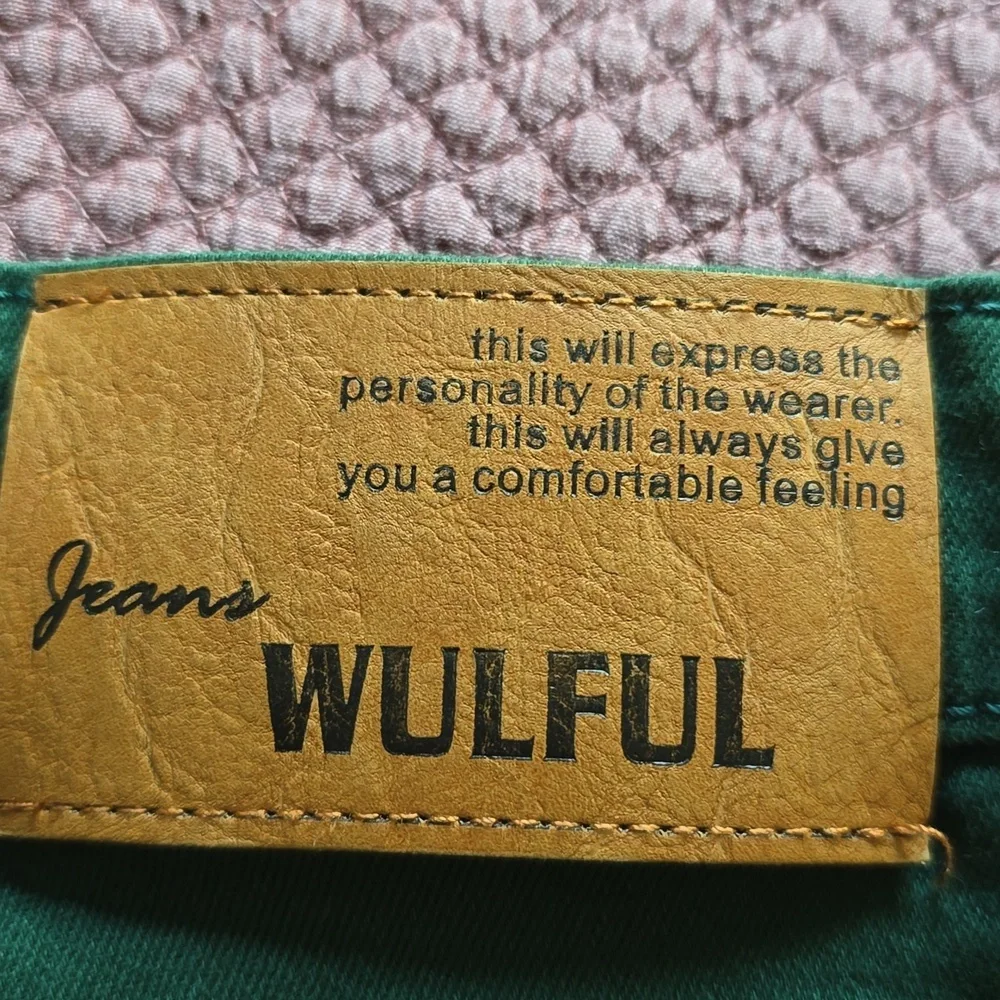 this will express the
personality of the wearer.
this will always give
you a comfortable feeling
Jeans
WULFUL